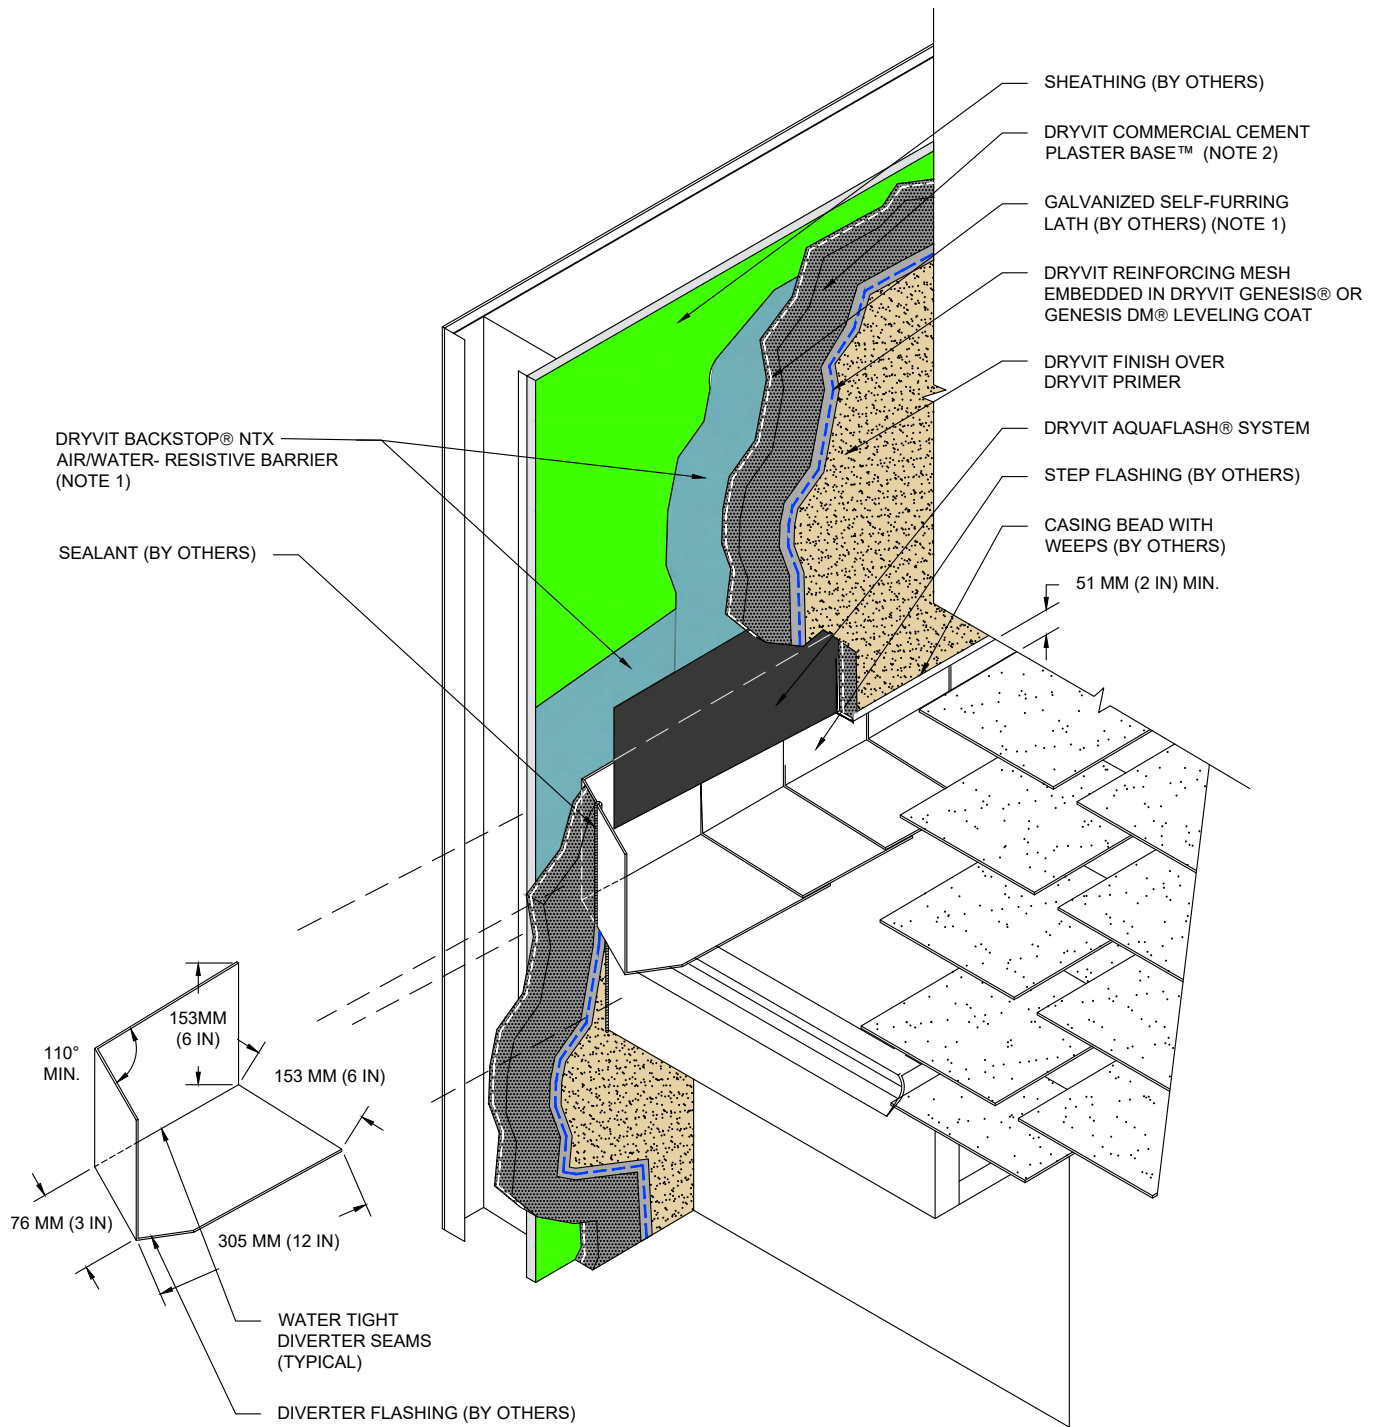 SHEATHING (BY OTHERS)
DRYVIT COMMERCIAL CEMENT
PLASTER BASE™ (NOTE 2)
GALVANIZED SELF-FURRING
LATH (BY OTHERS) (NOTE 1)
DRYVIT REINFORCING MESH
EMBEDDED IN DRYVIT GENESIS® OR
GENESIS DM® LEVELING COAT
DRYVIT FINISH OVER
DRYVIT PRIMER
DRYVIT AQUAFLASH® SYSTEM
STEP FLASHING (BY OTHERS)
CASING BEAD WITH
WEEPS (BY OTHERS)
51 MM (2 IN) MIN.
DRYVIT BACKSTOP® NTX
AIR/WATER- RESISTIVE BARRIER
(NOTE 1)
SEALANT (BY OTHERS)
153MM
(6 IN)
110°
MIN.
153 MM (6 IN)
76 MM (3 IN)
305 MM (12 IN)
WATER TIGHT
DIVERTER SEAMS
(TYPICAL)
DIVERTER FLASHING (BY OTHERS)